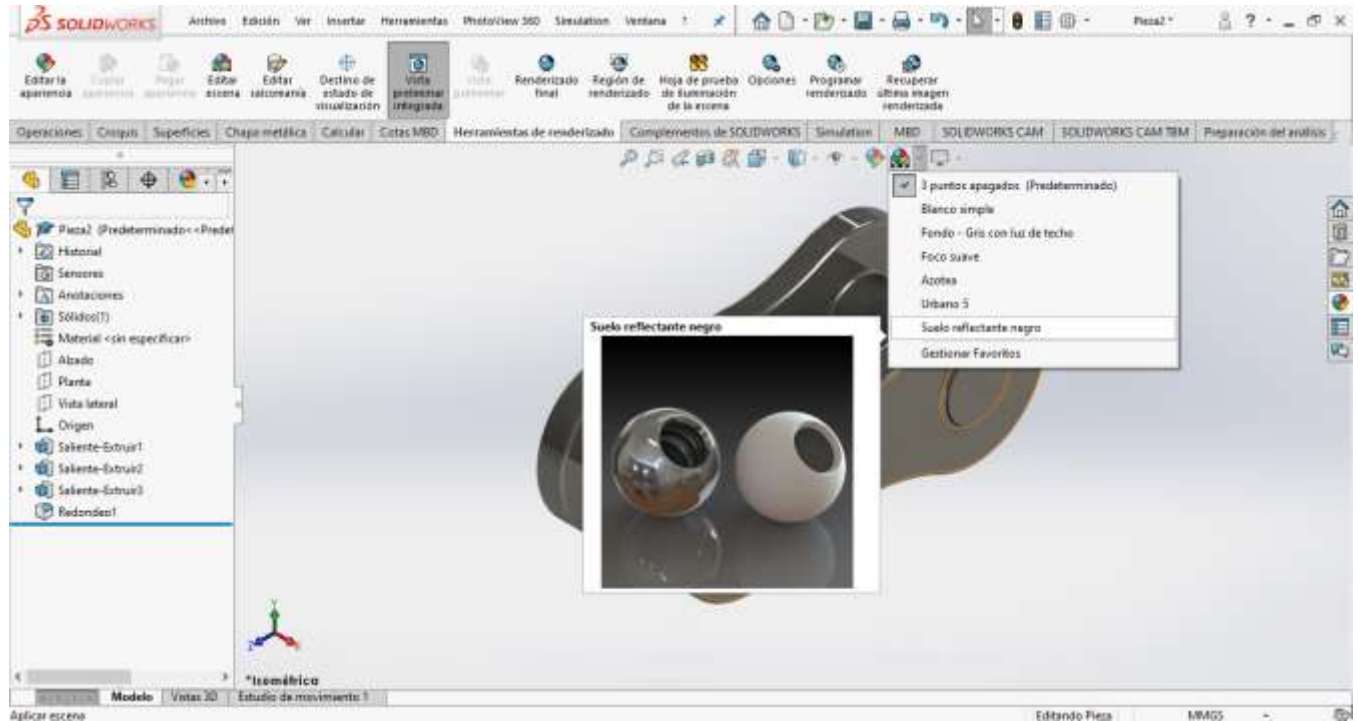 SOLIDWORKS Archivo Edición Ver Insertar Herramientas PhotoView 360 Simulation Ventana ? Pieza2 *
Editar la apariencia
Copiar apariencia
Pegar apariencia
Editar escena
Editar calcomanía
Destino de estado de visualización
Vista preliminar integrada
Vista preliminar
Renderizado final
Región de renderizado
Hoja de prueba de iluminación de la escena
Opciones
Programar renderizado
Recuperar última imagen renderizada
Operaciones Croquis Superficies Chapa metálica Calcular Cotas MBD Herramientas de renderizado Complementos de SOLIDWORKS Simulation MBD SOLIDWORKS CAM SOLIDWORKS CAM TBM Preparación del análisis
Pieza2 (Predeterminado<<Predet
Historial
Sensores
Anotaciones
Sólidos(1)
Material <sin especificar>
Alzado
Planta
Vista lateral
Origen
Saliente-Extruir1
Saliente-Extruir2
Saliente-Extruir3
Redondeo1
3 puntos apagados (Predeterminado)
Blanco simple
Fondo - Gris con luz de techo
Foco suave
Azotea
Urbano 5
Suelo reflectante negro
Gestionar Favoritos
Suelo reflectante negro
Y
Z
X
*Isométrica
Modelo Vistas 3D Estudio de movimiento 1
Aplicar escena Editando Pieza MMGS